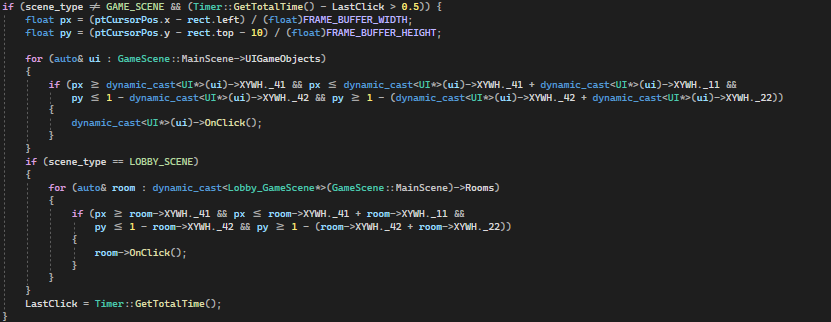 if (scene_type ≠ GAME_SCENE && (Timer::GetTotalTime() - LastClick > 0.5)) {
    float px = (ptCursorPos.x - rect.left) / (float)FRAME_BUFFER_WIDTH;
    float py = (ptCursorPos.y - rect.top - 10) / (float)FRAME_BUFFER_HEIGHT;

    for (auto& ui : GameScene::MainScene->UIGameObjects)
    {
        if (px ≥ dynamic_cast<UI*>(ui)->XYWH._41 && px ≤ dynamic_cast<UI*>(ui)->XYWH._41 + dynamic_cast<UI*>(ui)->XYWH._11 &&
            py ≤ 1 - dynamic_cast<UI*>(ui)->XYWH._42 && py ≥ 1 - (dynamic_cast<UI*>(ui)->XYWH._42 + dynamic_cast<UI*>(ui)->XYWH._22))
        {
            dynamic_cast<UI*>(ui)->OnClick();
        }
    }
    if (scene_type == LOBBY_SCENE)
    {
        for (auto& room : dynamic_cast<Lobby_GameScene*>(GameScene::MainScene)->Rooms)
        {
            if (px ≥ room->XYWH._41 && px ≤ room->XYWH._41 + room->XYWH._11 &&
                py ≤ 1 - room->XYWH._42 && py ≥ 1 - (room->XYWH._42 + room->XYWH._22))
            {
                room->OnClick();
            }
        }
    }
    LastClick = Timer::GetTotalTime();
}